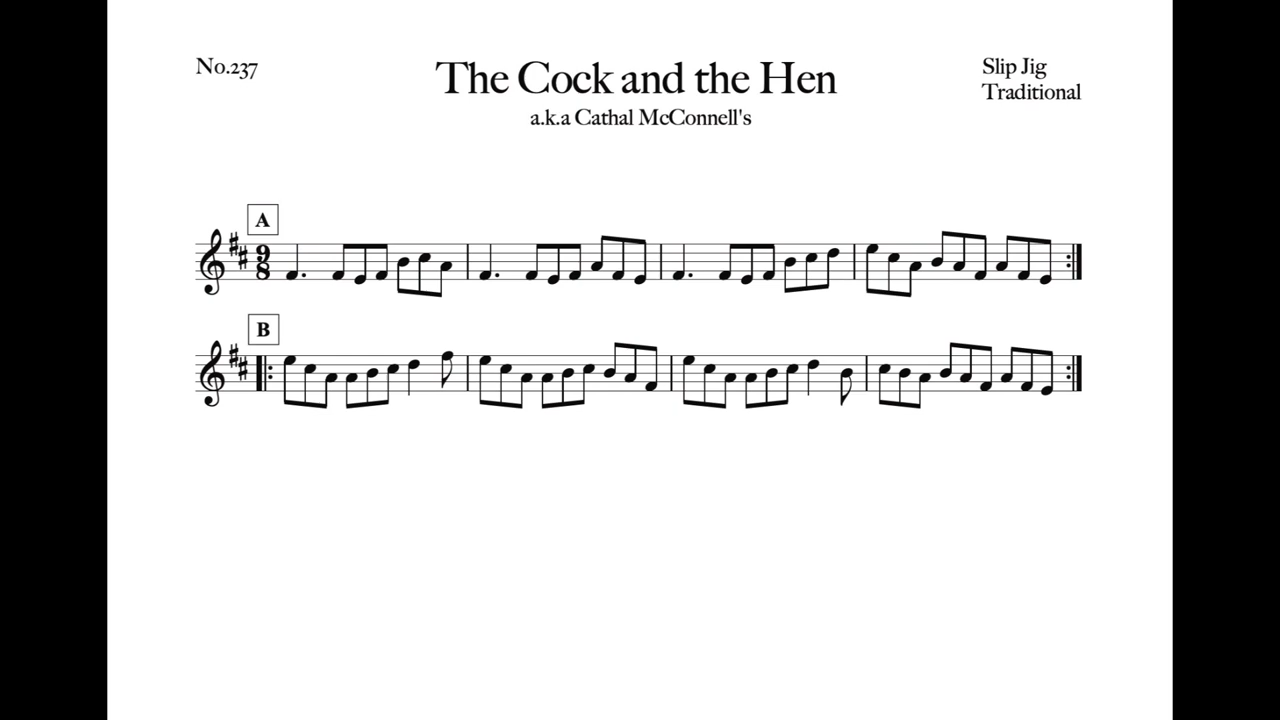 No.237
The Cock and the Hen
Slip Jig
Traditional
a.k.a Cathal McConnell's
A
9
8
B